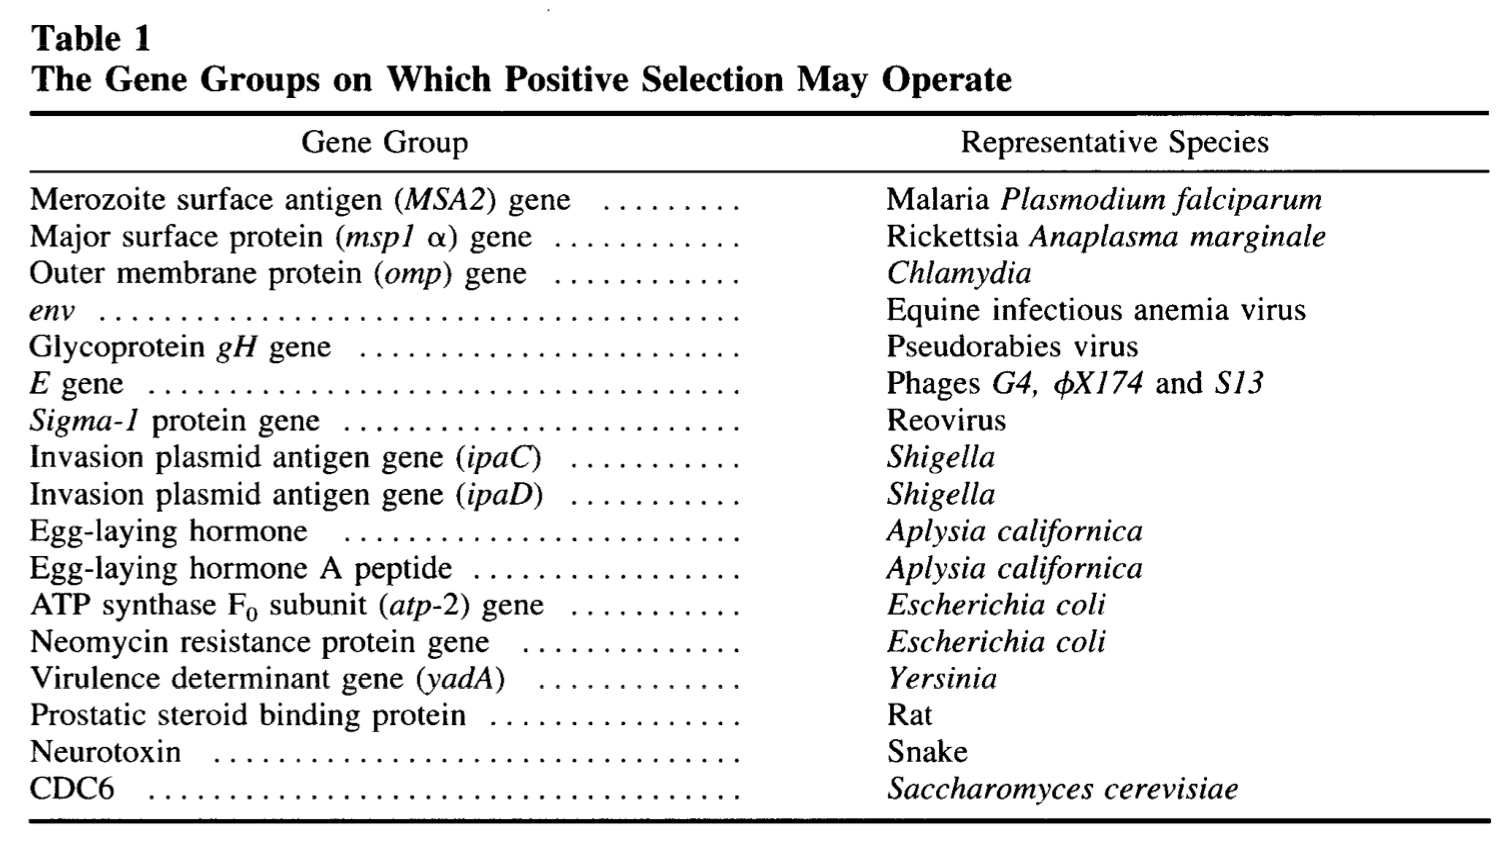 Table 1
The Gene Groups on Which Positive Selection May Operate
Gene Group Representative Species
Merozoite surface antigen (MSA2) gene ......... Malaria Plasmodium falciparum
Major surface protein (msp1 α) gene ............ Rickettsia Anaplasma marginale
Outer membrane protein (omp) gene ............ Chlamydia
env ........................................ Equine infectious anemia virus
Glycoprotein gH gene ........................ Pseudorabies virus
E gene ..................................... Phages G4, ϕX174 and S13
Sigma-1 protein gene ......................... Reovirus
Invasion plasmid antigen gene (ipaC) ........... Shigella
Invasion plasmid antigen gene (ipaD) ........... Shigella
Egg-laying hormone ......................... Aplysia californica
Egg-laying hormone A peptide ................. Aplysia californica
ATP synthase F₀ subunit (atp-2) gene ........... Escherichia coli
Neomycin resistance protein gene .............. Escherichia coli
Virulence determinant gene (yadA) ............. Yersinia
Prostatic steroid binding protein ................ Rat
Neurotoxin ................................. Snake
CDC6 ..................................... Saccharomyces cerevisiae